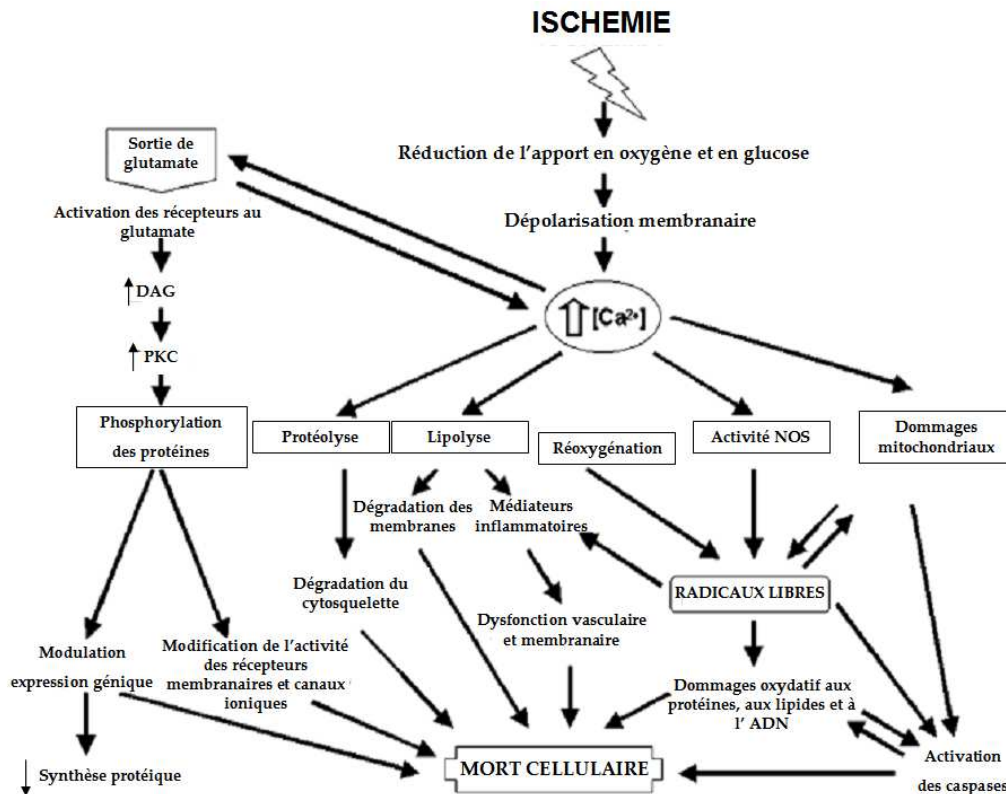 ISCHEMIE
Réduction de l'apport en oxygène et en glucose
Dépolarisation membranaire
[Ca²⁺]
Sortie de
glutamate
Activation des récepteurs au
glutamate
DAG
PKC
Phosphorylation
des protéines
Protéolyse
Lipolyse
Réoxygénation
Activité NOS
Dommages
mitochondriaux
Dégradation des
membranes
Médiateurs
inflammatoires
Dégradation du
cytosquelette
RADICAUX LIBRES
Dysfonction vasculaire
et membranaire
Modulation
expression génique
Modification de l'activité
des récepteurs
membranaires et canaux
ioniques
Dommages oxydatif aux
protéines, aux lipides et à
l' ADN
Synthèse protéique
MORT CELLULAIRE
Activation
des caspases